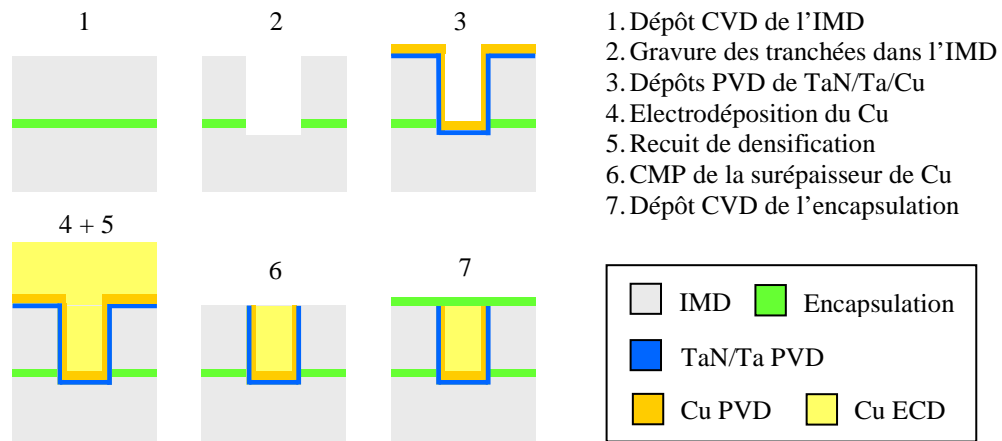 1
2
3
1. Dépôt CVD de l'IMD
2. Gravure des tranchées dans l'IMD
3. Dépôts PVD de TaN/Ta/Cu
4. Electrodéposition du Cu
5. Recuit de densification
6. CMP de la surépaisseur de Cu
7. Dépôt CVD de l'encapsulation
4 + 5
6
7
IMD
Encapsulation
TaN/Ta PVD
Cu PVD
Cu ECD